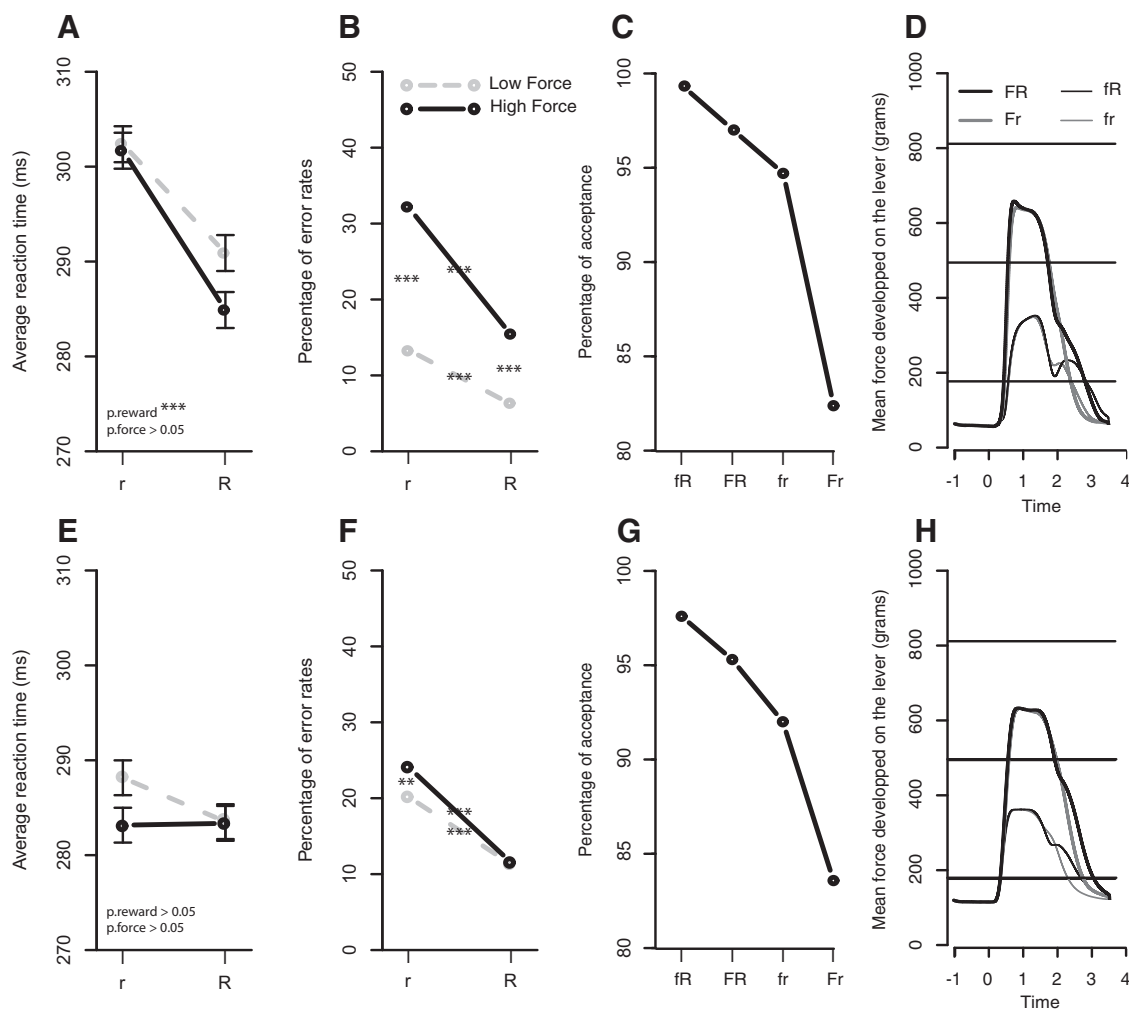 A
Average reaction time (ms)
310
300
290
280
270
p.reward ***
p.force > 0.05
r
R
B
Percentage of error rates
50
40
30
20
10
0
Low Force
High Force
***
***
***
***
r
R
C
Percentage of acceptance
100
95
90
85
80
fR
FR
fr
Fr
D
Mean force developped on the lever (grams)
1000
800
600
400
200
0
FR
fR
Fr
fr
-1
0
1
2
3
4
Time
E
Average reaction time (ms)
310
300
290
280
270
p.reward > 0.05
p.force > 0.05
r
R
F
Percentage of error rates
50
40
30
20
10
0
**
***
***
r
R
G
Percentage of acceptance
100
95
90
85
80
fR
FR
fr
Fr
H
Mean force developped on the lever (grams)
1000
800
600
400
200
0
-1
0
1
2
3
4
Time